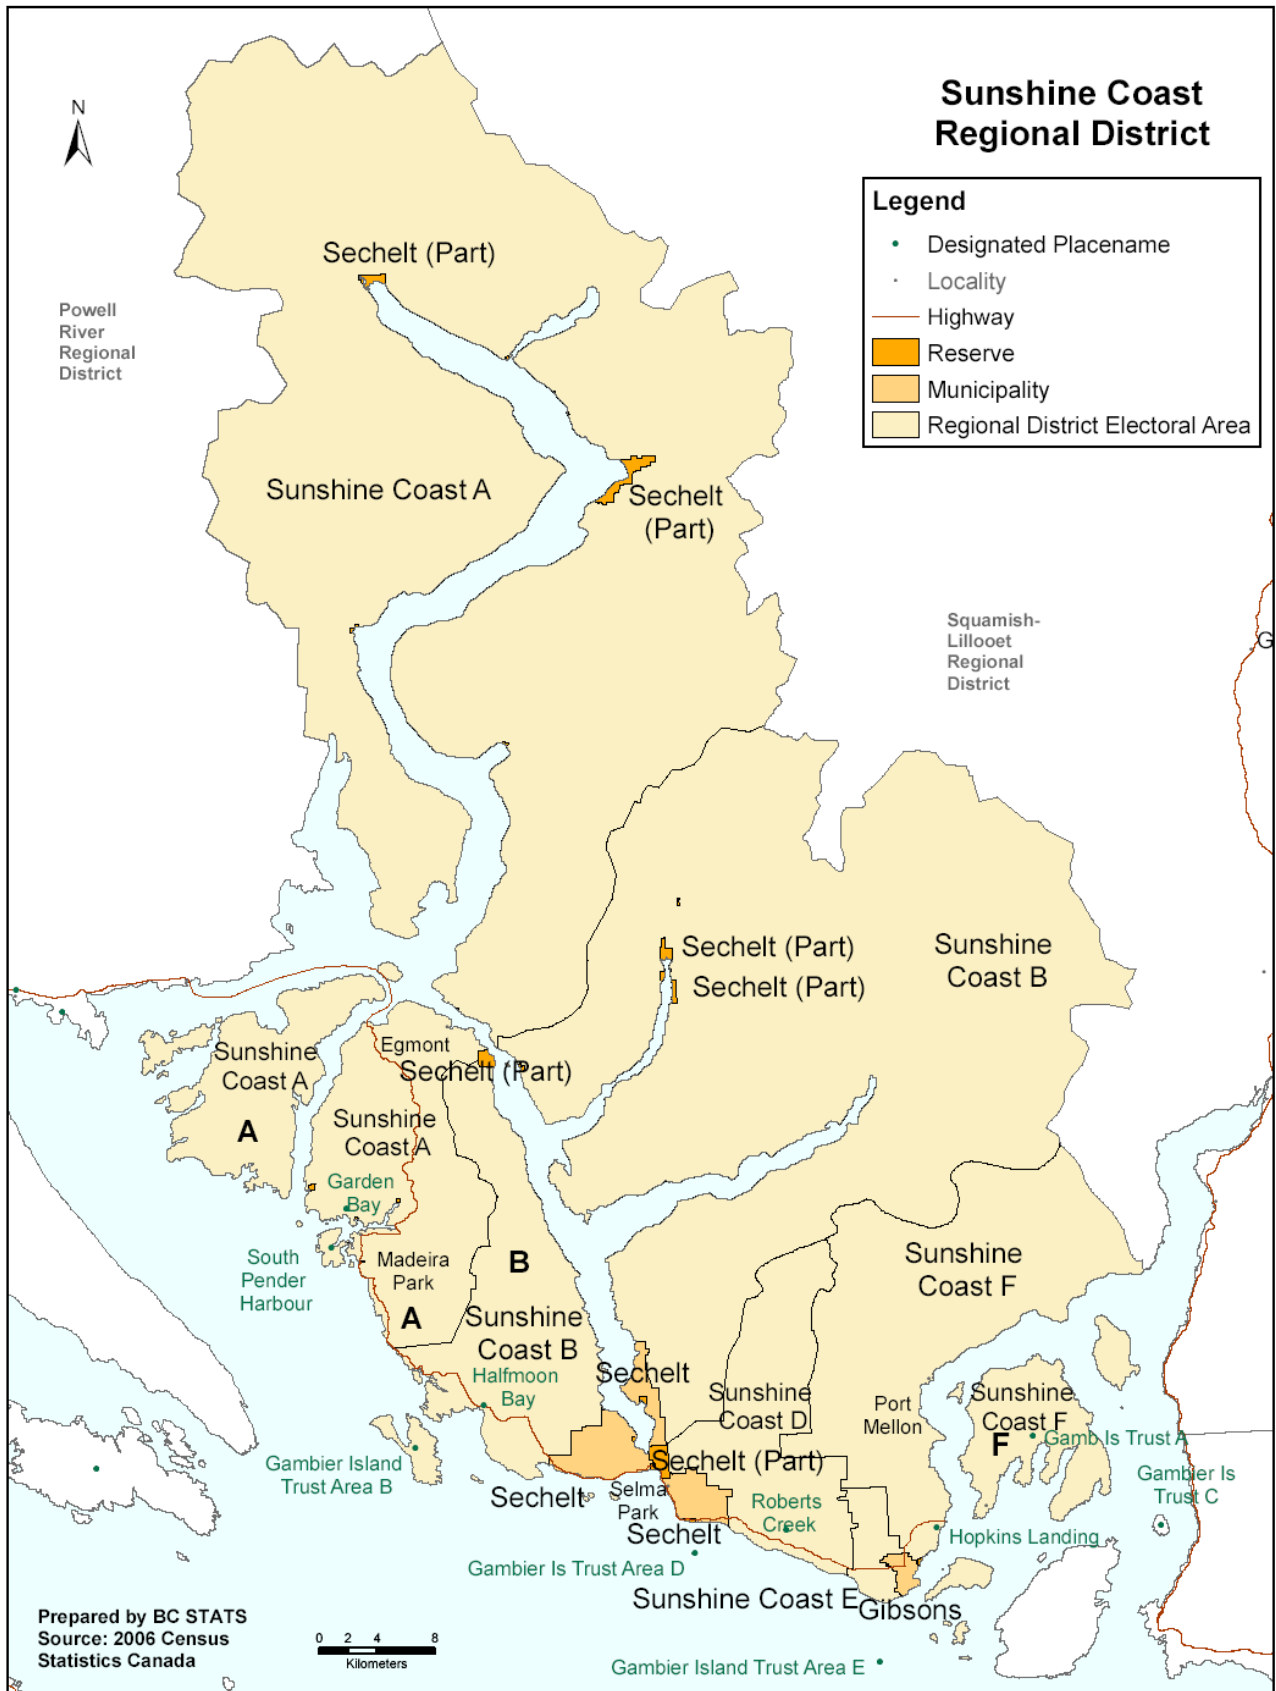 Sunshine Coast
Regional District
N
Legend
Designated Placename
Locality
Highway
Reserve
Municipality
Regional District Electoral Area
Sechelt (Part)
Powell
River
Regional
District
Sunshine Coast A
Sechelt
(Part)
Squamish-
Lillooet
Regional
District
G
Sechelt (Part)
Sechelt (Part)
Sunshine
Coast B
Sunshine
Coast A
A
Egmont
Sechelt (Part)
Sunshine
Coast A
Garden
Bay
South
Pender
Harbour
Madeira
Park
A
B
Sunshine
Coast B
Halfmoon
Bay
Sunshine
Coast F
Sechelt
Sunshine
Coast D
Port
Mellon
Sunshine
Coast F
F
Gamb Is Trust A
Gambier Island
Trust Area B
Sechelt (Part)
Gambier Is
Trust C
Sechelt
Selma
Park
Roberts
Creek
Sechelt
Hopkins Landing
Gambier Is Trust Area D
Sunshine Coast E
Gibsons
Gambier Island Trust Area E
Prepared by BC STATS
Source: 2006 Census
Statistics Canada
0 2 4 8
Kilometers